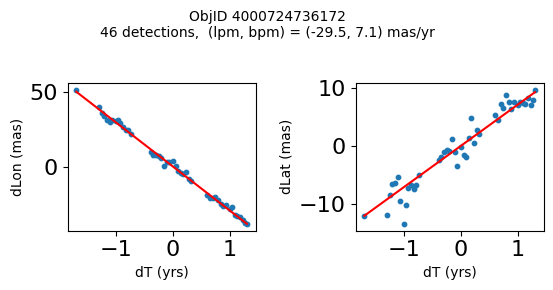 ObjID 4000724736172
46 detections,  (lpm, bpm) = (-29.5, 7.1) mas/yr
dLon (mas)
50
0
−1
0
1
dT (yrs)
dLat (mas)
10
0
−10
−1
0
1
dT (yrs)